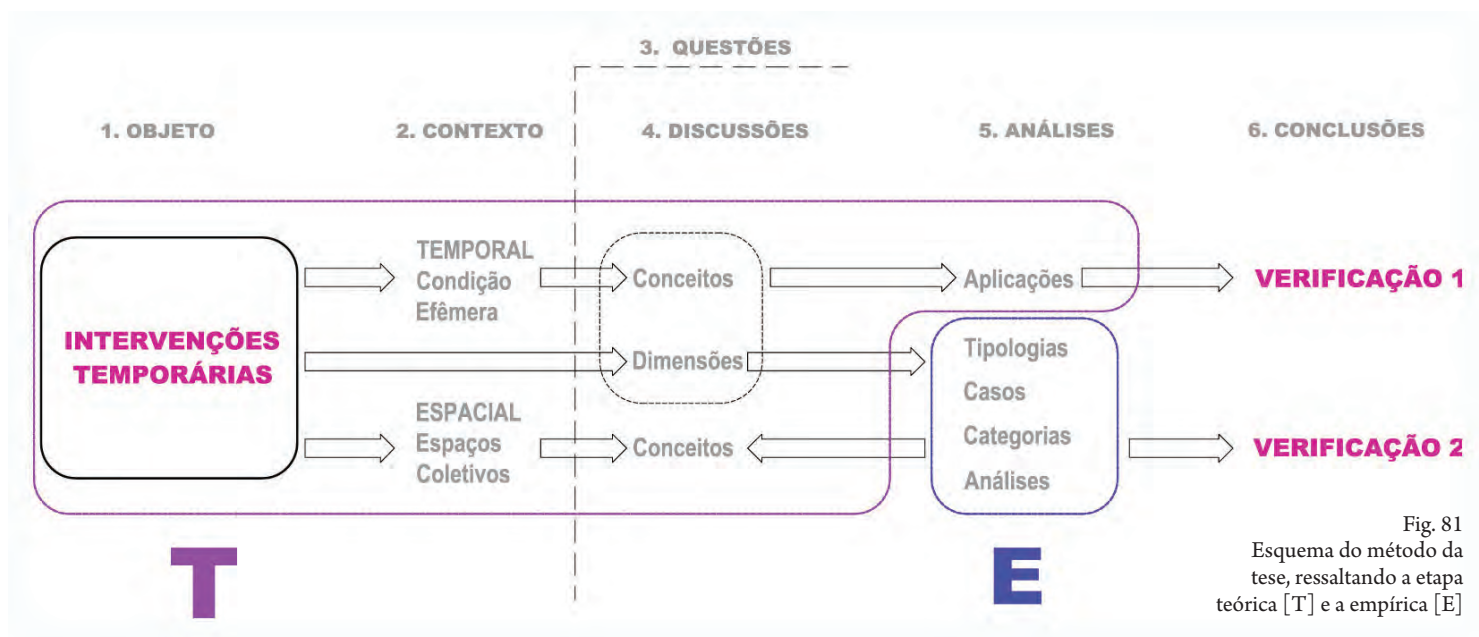 3. QUESTÕES
1. OBJETO
2. CONTEXTO
4. DISCUSSÕES
5. ANÁLISES
6. CONCLUSÕES
INTERVENÇÕES
TEMPORÁRIAS
TEMPORAL
Condição
Efêmera
ESPACIAL
Espaços
Coletivos
Conceitos
Dimensões
Conceitos
Aplicações
Tipologias
Casos
Categorias
Análises
VERIFICAÇÃO 1
VERIFICAÇÃO 2
T
E
Fig. 81
Esquema do método da
tese, ressaltando a etapa
teórica [T] e a empírica [E]